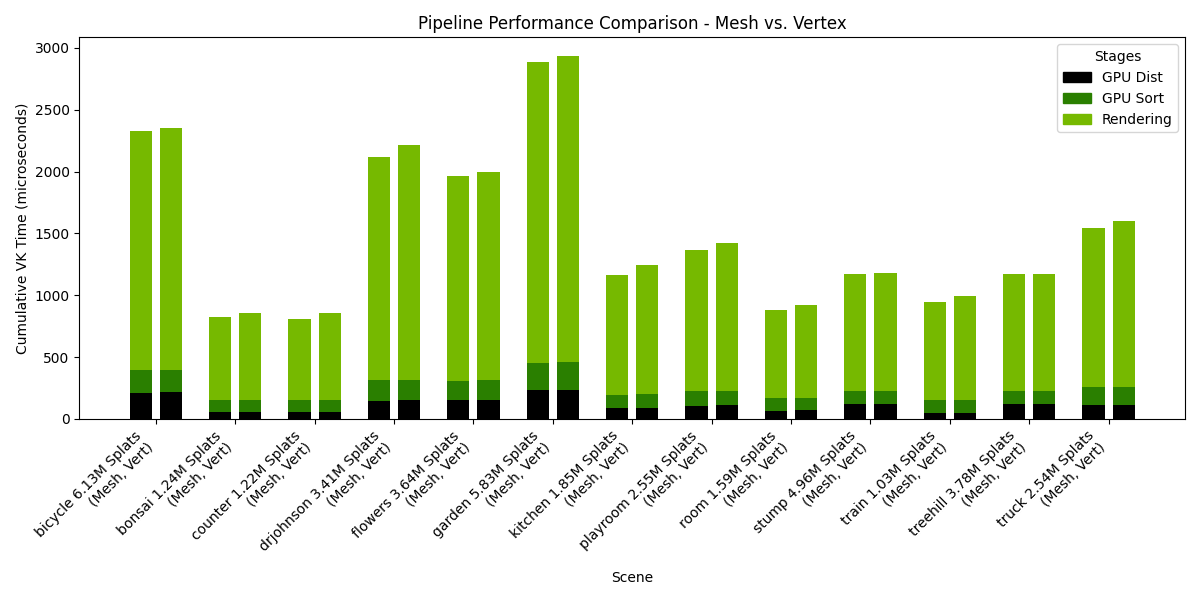 Pipeline Performance Comparison - Mesh vs. Vertex
Cumulative VK Time (microseconds)
3000
2500
2000
1500
1000
500
0
Stages
GPU Dist
GPU Sort
Rendering
bicycle 6.13M Splats
(Mesh, Vert)
bonsai 1.24M Splats
(Mesh, Vert)
counter 1.22M Splats
(Mesh, Vert)
drjohnson 3.41M Splats
(Mesh, Vert)
flowers 3.64M Splats
(Mesh, Vert)
garden 5.83M Splats
(Mesh, Vert)
kitchen 1.85M Splats
(Mesh, Vert)
playroom 2.55M Splats
(Mesh, Vert)
room 1.59M Splats
(Mesh, Vert)
stump 4.96M Splats
(Mesh, Vert)
train 1.03M Splats
(Mesh, Vert)
treehill 3.78M Splats
(Mesh, Vert)
truck 2.54M Splats
(Mesh, Vert)
Scene